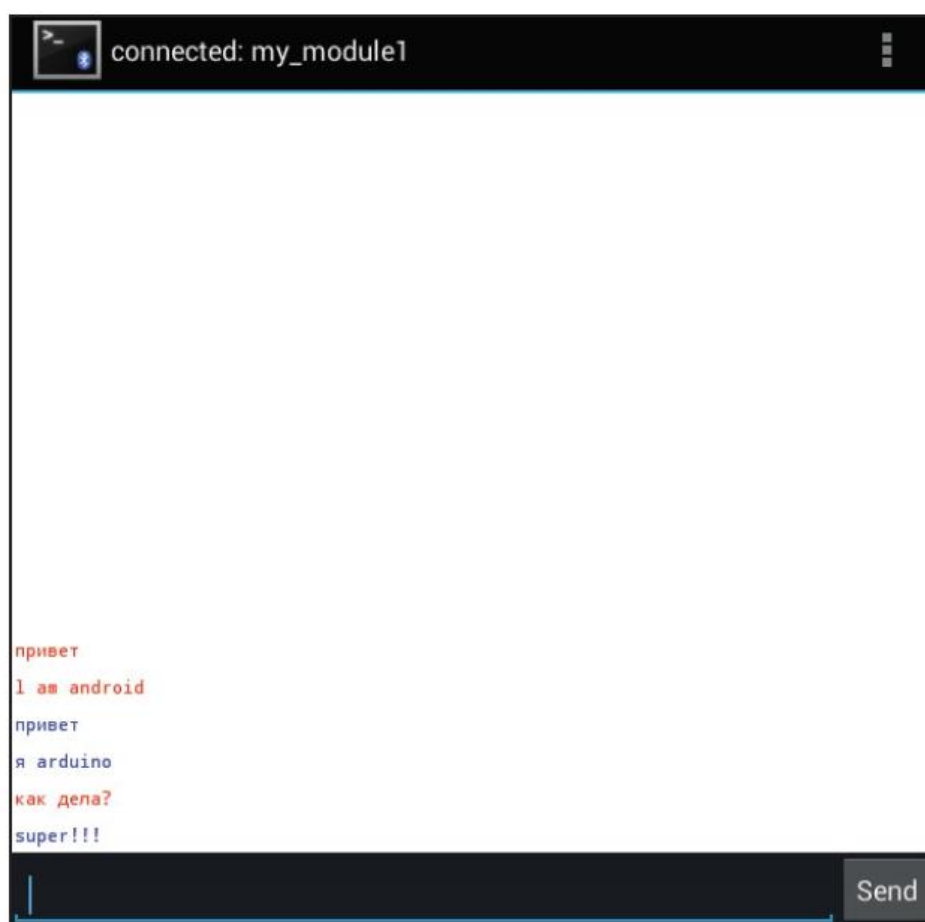 >_
connected: my_module1
привет
l am android
привет
я arduino
как дела?
super!!!
Send